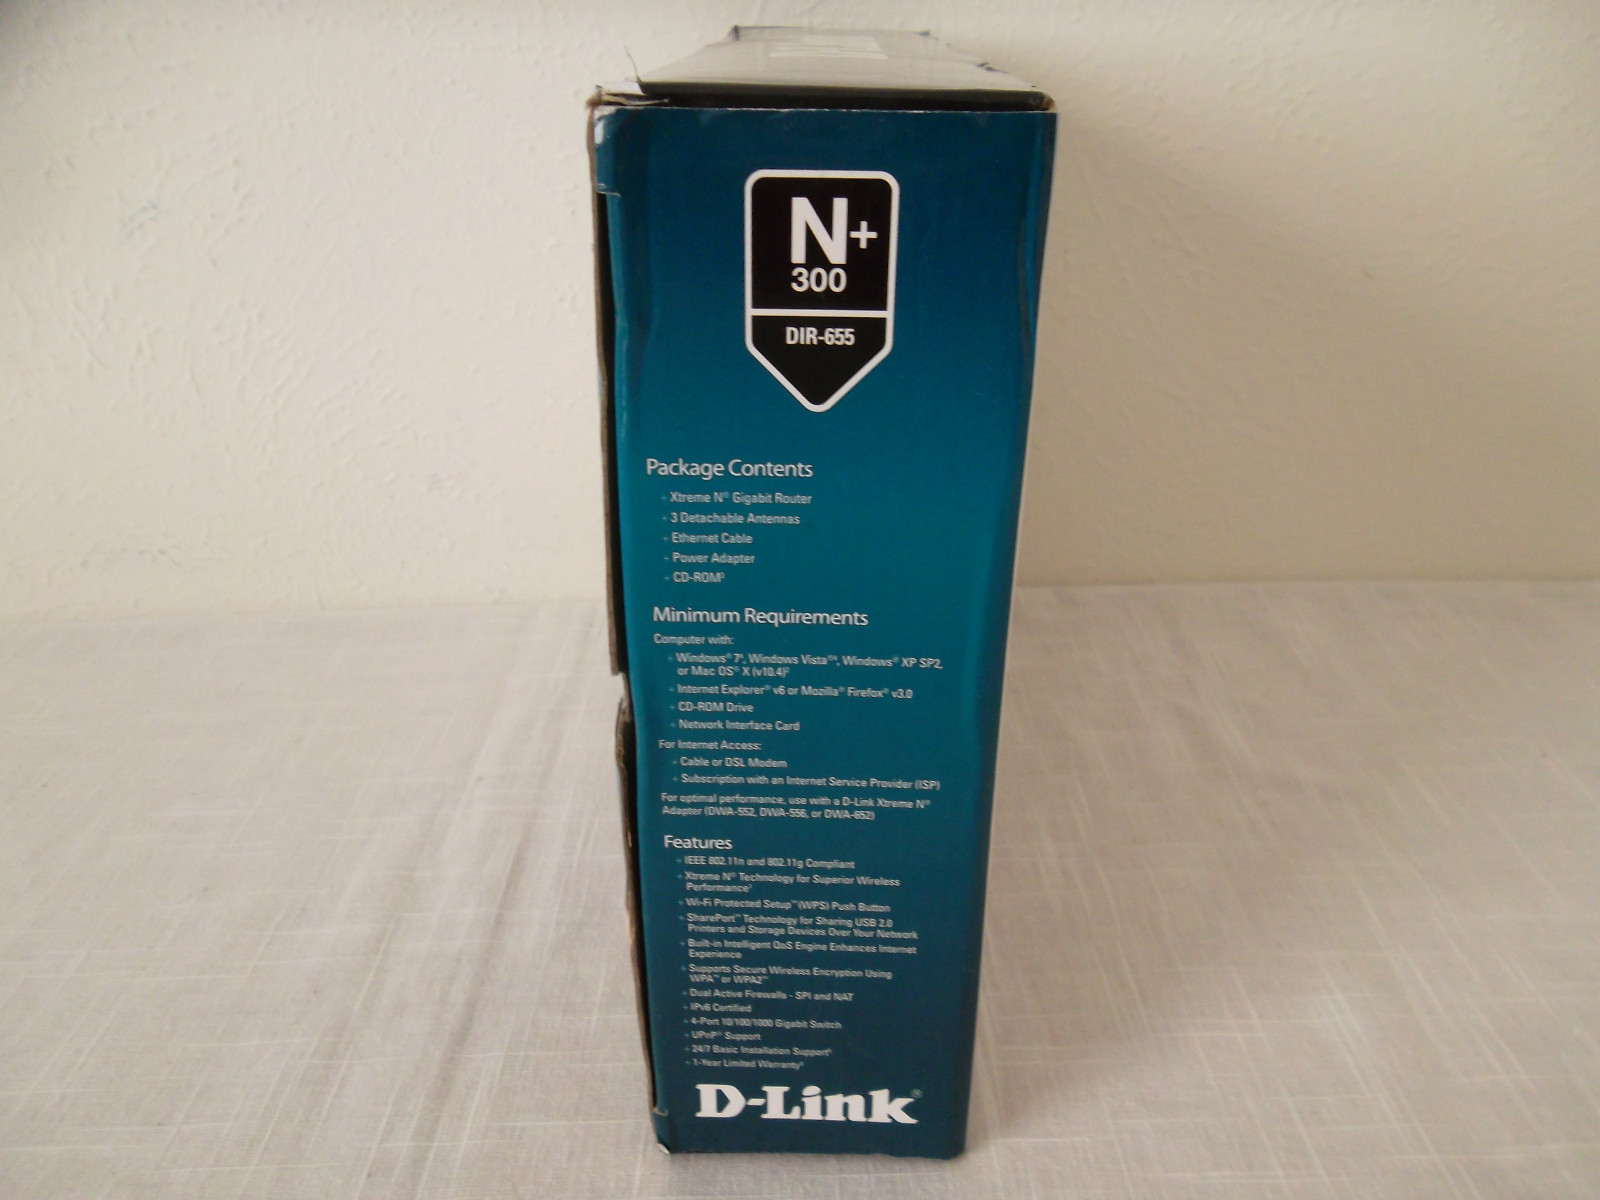 N+
300
DIR-655
Package Contents
+ Xtreme N® Gigabit Router
+ 3 Detachable Antennas
+ Ethernet Cable
+ Power Adapter
+ CD-ROM
Minimum Requirements
Computer with:
+ Windows® 7, Windows Vista®, Windows® XP SP2,
or Mac OS® X (v10.4)
+ Internet Explorer® v6 or Mozilla® Firefox® v3.0
+ CD-ROM Drive
+ Network Interface Card
For Internet Access:
+ Cable or DSL Modem
+ Subscription with an Internet Service Provider (ISP)
For optimal performance, use with a D-Link Xtreme N®
Adapter (DWA-552, DWA-556, or DWA-652)
Features
+ IEEE 802.11n and 802.11g Compliant
+ Xtreme N® Technology for Superior Wireless
Performance
+ Wi-Fi Protected Setup™ (WPS) Push Button
+ SharePort™ Technology for Sharing USB 2.0
Printers and Storage Devices Over Your Network
+ Built-in Intelligent QoS Engine Enhances Internet
Experience
+ Supports Secure Wireless Encryption Using
WPA™ or WPA2™
+ Dual Active Firewalls - SPI and NAT
+ IPv6 Certified
+ 4-Port 10/100/1000 Gigabit Switch
+ UPnP® Support
+ 24/7 Basic Installation Support
+ 1-Year Limited Warranty
D-Link®